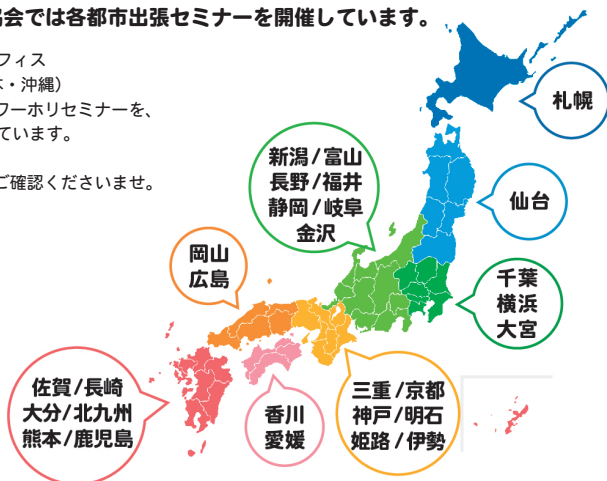 会では各都市出張セミナーを開催しています。
フィス
・沖縄）
ワーホリセミナーを、
ています。
ご確認くださいませ。
札幌
新潟/富山
長野/福井
静岡/岐阜
金沢
仙台
岡山
広島
千葉
横浜
大宮
佐賀/長崎
大分/北九州
熊本/鹿児島
香川
愛媛
三重/京都
神戸/明石
姫路/伊勢